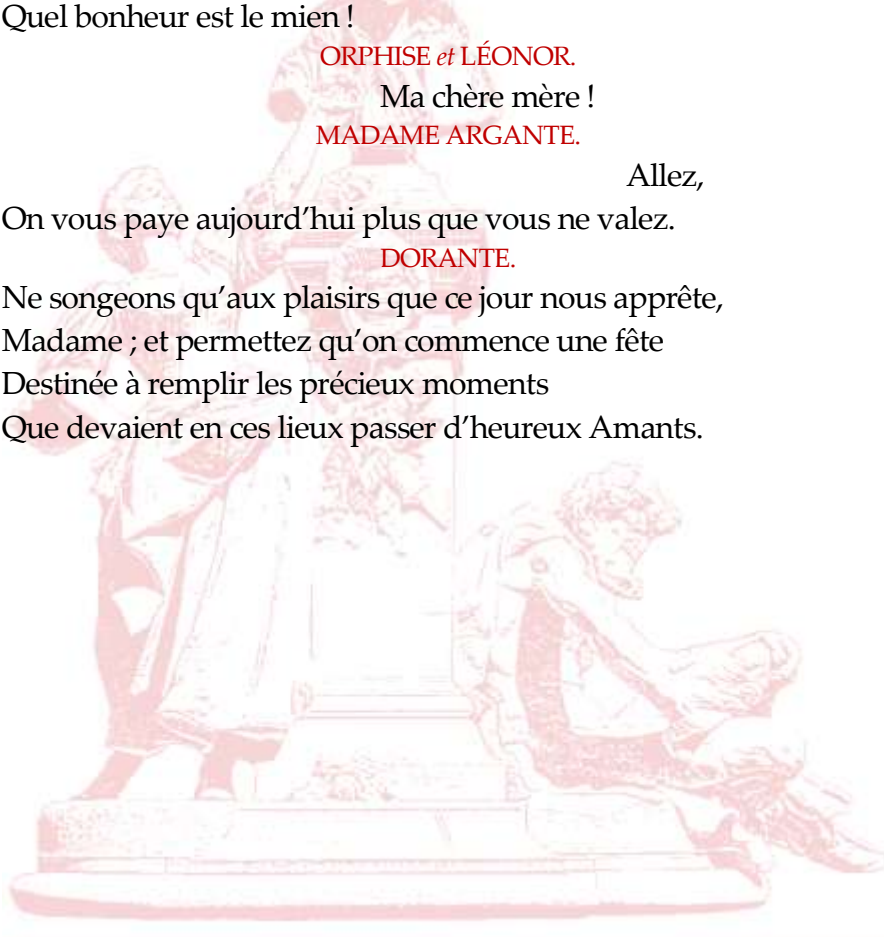 Quel bonheur est le mien !
ORPHISE et LÉONOR.
Ma chère mère !
MADAME ARGANTE.
Allez,
On vous paye aujourd’hui plus que vous ne valez.
DORANTE.
Ne songeons qu’aux plaisirs que ce jour nous apprête,
Madame ; et permettez qu’on commence une fête
Destinée à remplir les précieux moments
Que devaient en ces lieux passer d’heureux Amants.